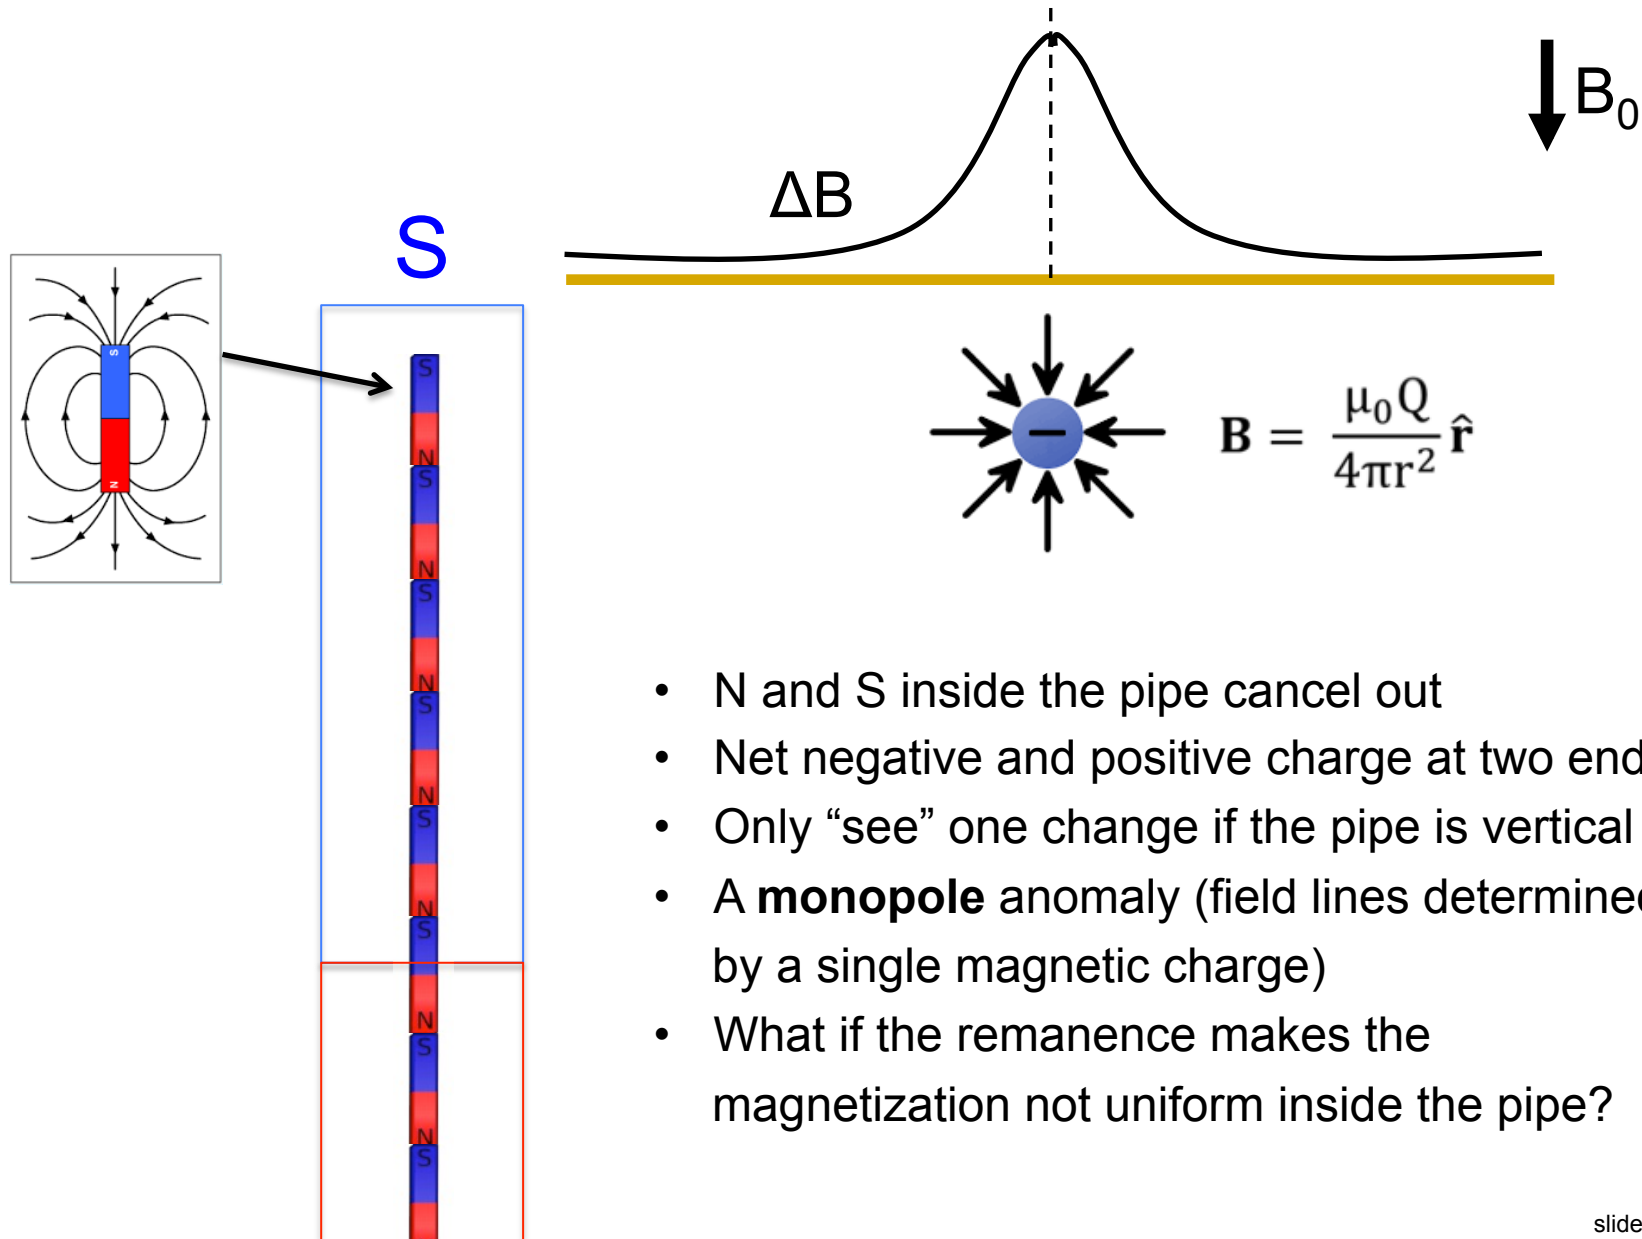 B₀
ΔB
S
S
N
S
N
S
N
S
N
S
N
S
N
S
N
S
S
N
−
B = μ₀Q / 4πr² r̂
• N and S inside the pipe cancel out
• Net negative and positive charge at two end
• Only “see” one change if the pipe is vertical
• A monopole anomaly (field lines determined
by a single magnetic charge)
• What if the remanence makes the
magnetization not uniform inside the pipe?
slide